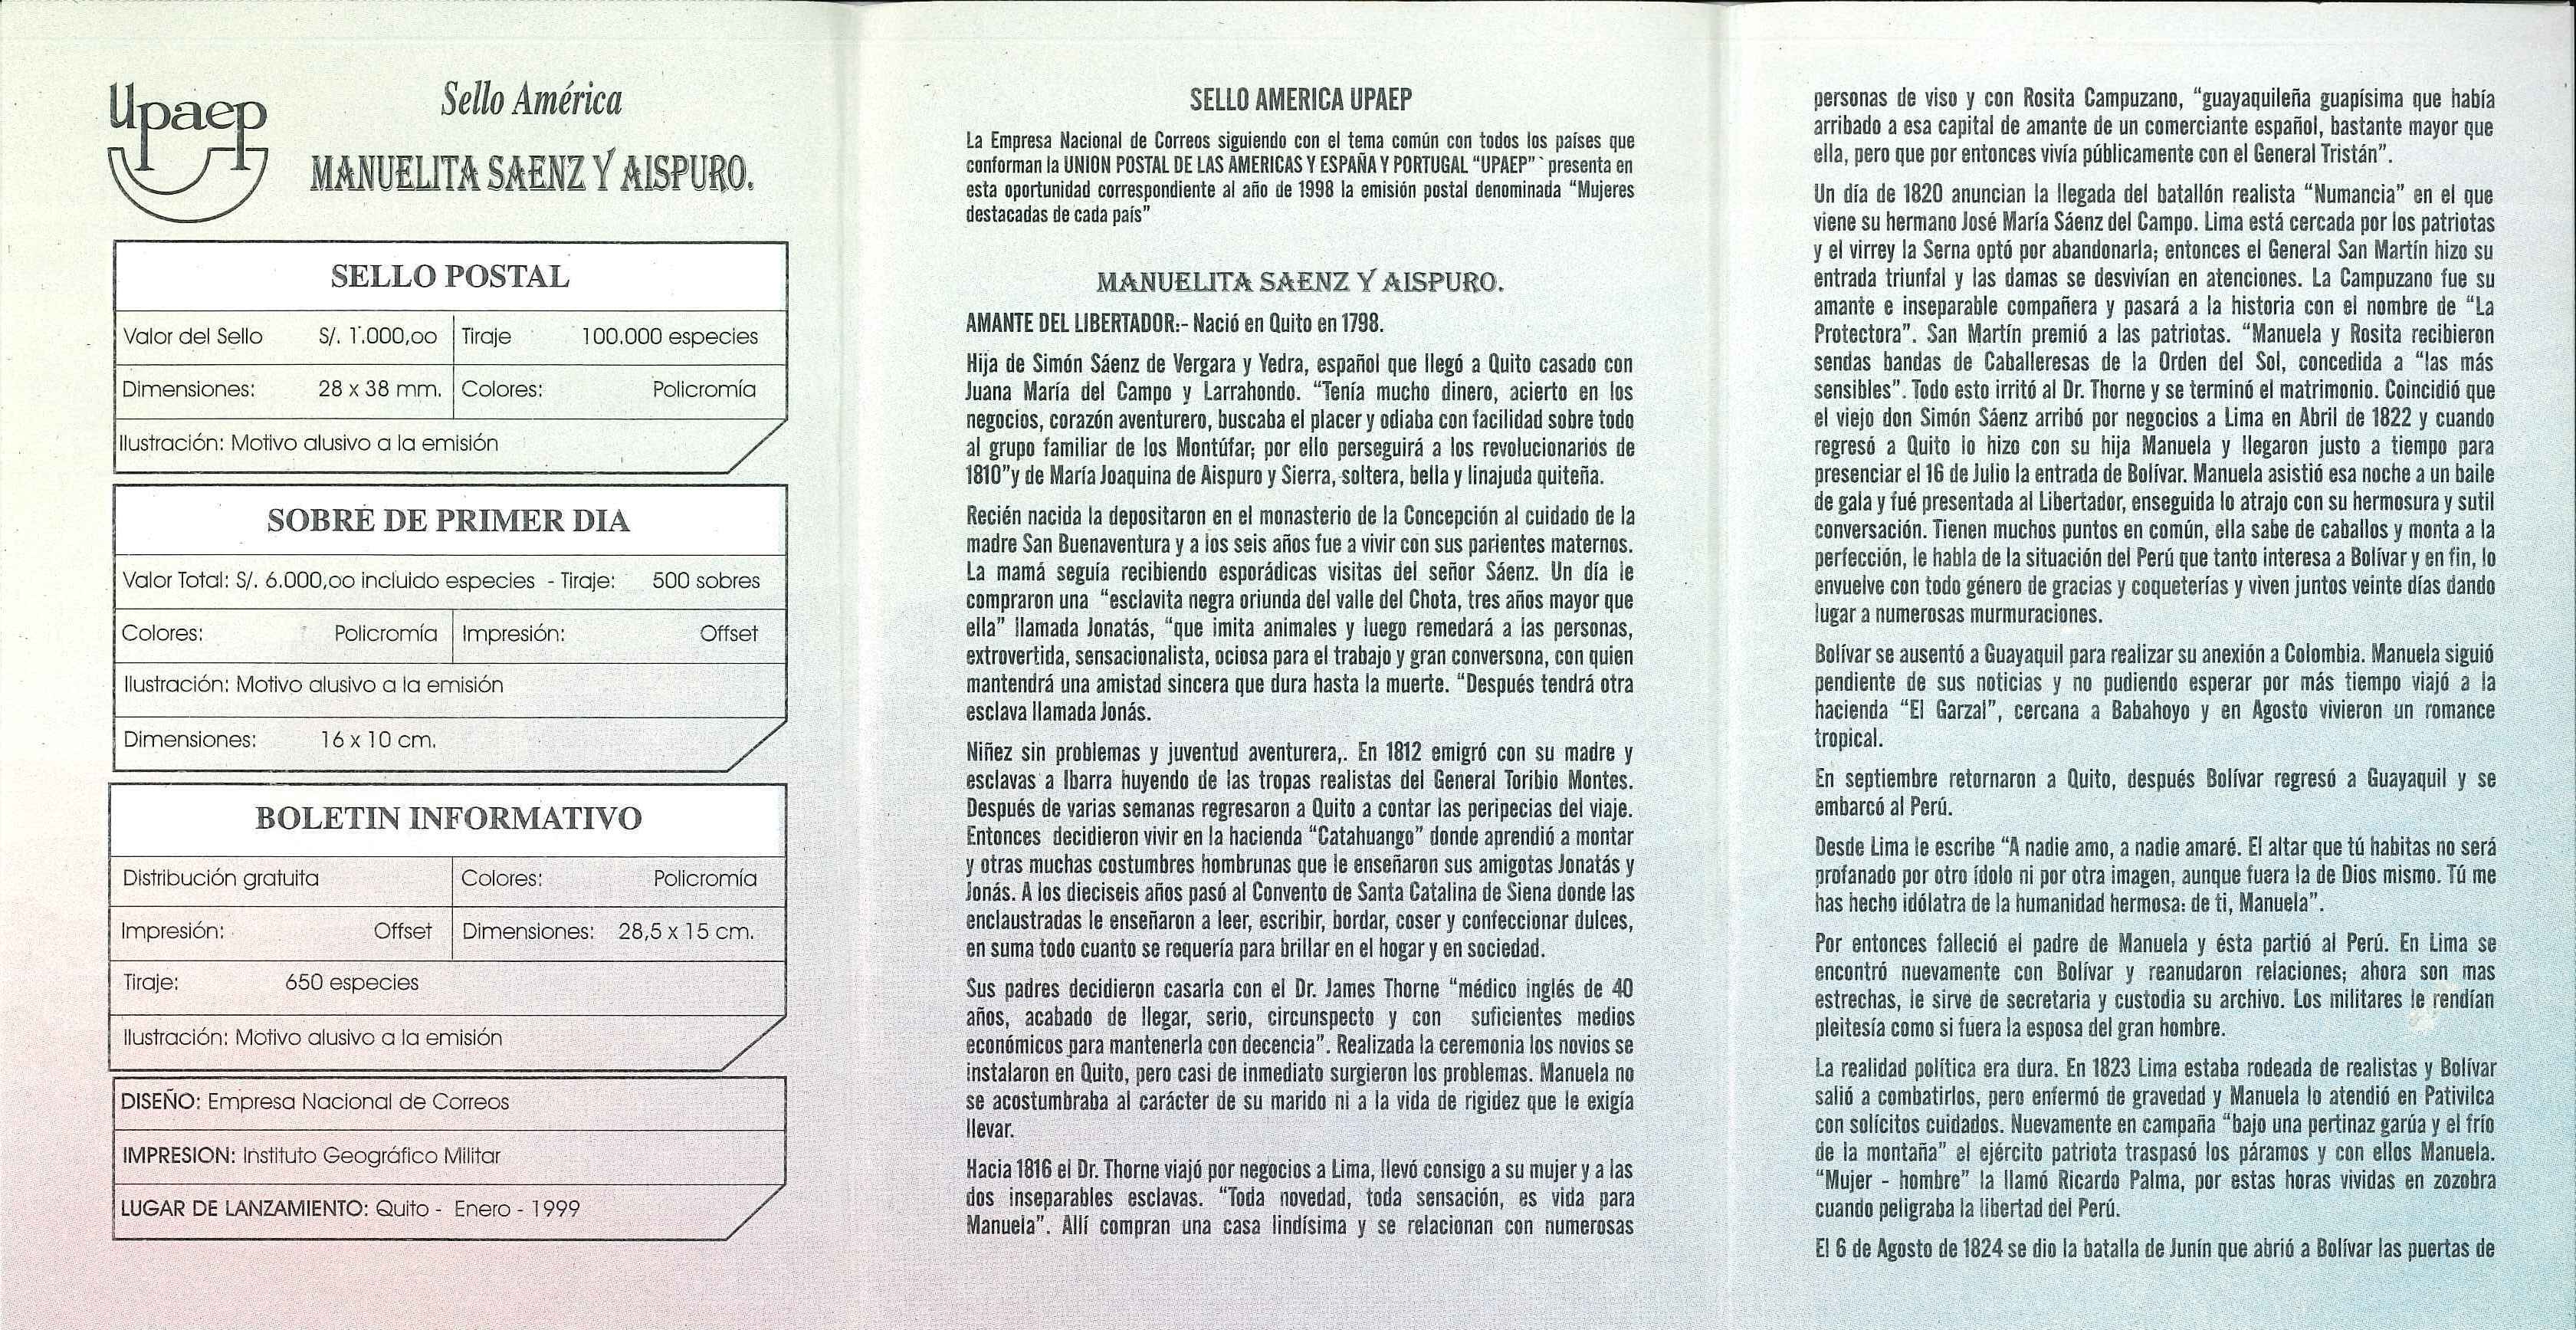 Upaep
Sello América
MANUELITA SAENZ Y AISPURO.
SELLO POSTAL
Valor del Sello S/. 1.000,oo Tiraje 100.000 especies
Dimensiones: 28 x 38 mm. Colores: Policromía
Ilustración: Motivo alusivo a la emisión
SOBRE DE PRIMER DIA
Valor Total: S/. 6.000,oo incluido especies - Tiraje: 500 sobres
Colores: Policromía Impresión: Offset
Ilustración: Motivo alusivo a la emisión
Dimensiones: 16 x 10 cm.
BOLETIN INFORMATIVO
Distribución gratuita Colores: Policromía
Impresión: Offset Dimensiones: 28,5 x 15 cm.
Tiraje: 650 especies
Ilustración: Motivo alusivo a la emisión
DISEÑO: Empresa Nacional de Correos
IMPRESION: Instituto Geográfico Militar
LUGAR DE LANZAMIENTO: Quito - Enero - 1999
SELLO AMERICA UPAEP
La Empresa Nacional de Correos siguiendo con el tema común con todos los países que
conforman la UNION POSTAL DE LAS AMERICAS Y ESPAÑA Y PORTUGAL "UPAEP"` presenta en
esta oportunidad correspondiente al año de 1998 la emisión postal denominada "Mujeres
destacadas de cada país"
MANUELITA SAENZ Y AISPURO.
AMANTE DEL LIBERTADOR:- Nació en Quito en 1798.
Hija de Simón Sáenz de Vergara y Yedra, español que llegó a Quito casado con
Juana María del Campo y Larrahondo. "Tenía mucho dinero, acierto en los
negocios, corazón aventurero, buscaba el placer y odiaba con facilidad sobre todo
al grupo familiar de los Montúfar; por ello perseguirá a los revolucionarios de
1810"y de María Joaquina de Aispuro y Sierra, soltera, bella y linajuda quiteña.
Recién nacida la depositaron en el monasterio de la Concepción al cuidado de la
madre San Buenaventura y a los seis años fue a vivir con sus parientes maternos.
La mamá seguía recibiendo esporádicas visitas del señor Sáenz. Un día le
compraron una "esclavita negra oriunda del valle del Chota, tres años mayor que
ella" llamada Jonatás, "que imita animales y luego remedará a las personas,
extrovertida, sensacionalista, ociosa para el trabajo y gran conversona, con quien
mantendrá una amistad sincera que dura hasta la muerte. "Después tendrá otra
esclava llamada Jonás.
Niñez sin problemas y juventud aventurera,. En 1812 emigró con su madre y
esclavas a Ibarra huyendo de las tropas realistas del General Toribio Montes.
Después de varias semanas regresaron a Quito a contar las peripecias del viaje.
Entonces decidieron vivir en la hacienda "Catahuango" donde aprendió a montar
y otras muchas costumbres hombrunas que le enseñaron sus amigotas Jonatás y
Jonás. A los dieciseis años pasó al Convento de Santa Catalina de Siena donde las
enclaustradas le enseñaron a leer, escribir, bordar, coser y confeccionar dulces,
en suma todo cuanto se requería para brillar en el hogar y en sociedad.
Sus padres decidieron casarla con el Dr. James Thorne "médico inglés de 40
años, acabado de llegar, serio, circunspecto y con suficientes medios
económicos para mantenerla con decencia". Realizada la ceremonia los novios se
instalaron en Quito, pero casi de inmediato surgieron los problemas. Manuela no
se acostumbraba al carácter de su marido ni a la vida de rigidez que le exigía
llevar.
Hacia 1816 el Dr. Thorne viajó por negocios a Lima, llevó consigo a su mujer y a las
dos inseparables esclavas. "Toda novedad, toda sensación, es vida para
Manuela". Allí compran una casa lindísima y se relacionan con numerosas
personas de viso y con Rosita Campuzano, "guayaquileña guapísima que había
arribado a esa capital de amante de un comerciante español, bastante mayor que
ella, pero que por entonces vivía públicamente con el General Tristán".
Un día de 1820 anuncian la llegada del batallón realista "Numancia" en el que
viene su hermano José María Sáenz del Campo. Lima está cercada por los patriotas
y el virrey la Serna optó por abandonarla; entonces el General San Martín hizo su
entrada triunfal y las damas se desvivían en atenciones. La Campuzano fue su
amante e inseparable compañera y pasará a la historia con el nombre de "La
Protectora". San Martín premió a las patriotas. "Manuela y Rosita recibieron
sendas bandas de Caballeresas de la Orden del Sol, concedida a "las más
sensibles". Todo esto irritó al Dr. Thorne y se terminó el matrimonio. Coincidió que
el viejo don Simón Sáenz arribó por negocios a Lima en Abril de 1822 y cuando
regresó a Quito lo hizo con su hija Manuela y llegaron justo a tiempo para
presenciar el 16 de Julio la entrada de Bolívar. Manuela asistió esa noche a un baile
de gala y fué presentada al Libertador, enseguida lo atrajo con su hermosura y sutil
conversación. Tienen muchos puntos en común, ella sabe de caballos y monta a la
perfección, le habla de la situación del Perú que tanto interesa a Bolívar y en fin, lo
envuelve con todo género de gracias y coqueterías y viven juntos veinte días dando
lugar a numerosas murmuraciones.
Bolívar se ausentó a Guayaquil para realizar su anexión a Colombia. Manuela siguió
pendiente de sus noticias y no pudiendo esperar por más tiempo viajó a la
hacienda "El Garzal", cercana a Babahoyo y en Agosto vivieron un romance
tropical.
En septiembre retornaron a Quito, después Bolívar regresó a Guayaquil y se
embarcó al Perú.
Desde Lima le escribe "A nadie amo, a nadie amaré. El altar que tú habitas no será
profanado por otro ídolo ni por otra imagen, aunque fuera la de Dios mismo. Tú me
has hecho idólatra de la humanidad hermosa: de ti, Manuela".
Por entonces falleció el padre de Manuela y ésta partió al Perú. En Lima se
encontró nuevamente con Bolívar y reanudaron relaciones; ahora son mas
estrechas, le sirve de secretaria y custodia su archivo. Los militares le rendían
pleitesía como si fuera la esposa del gran hombre.
La realidad política era dura. En 1823 Lima estaba rodeada de realistas y Bolívar
salió a combatirlos, pero enfermó de gravedad y Manuela lo atendió en Pativilca
con solícitos cuidados. Nuevamente en campaña "bajo una pertinaz garúa y el frío
de la montaña" el ejército patriota traspasó los páramos y con ellos Manuela.
"Mujer - hombre" la llamó Ricardo Palma, por estas horas vividas en zozobra
cuando peligraba la libertad del Perú.
El 6 de Agosto de 1824 se dio la batalla de Junín que abrió a Bolívar las puertas de